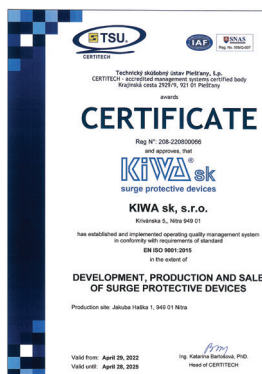 TSU.
CERTITECH
IAF
SNAS
Technický skúšobný ústav Piešťany, š.p.
CERTITECH - accredited management systems certified body
Krajinská cesta 2929/9, 921 01 Piešťany
awards
CERTIFICATE
Reg N°: 208-220800066
and approves, that
KIWA® sk
surge protective devices
KIWA sk, s.r.o.
Krivánska 5,, Nitra 949 01
has established and implemented operating quality management system
in conformity with requirements of standard
EN ISO 9001:2015
in the extent of
DEVELOPMENT, PRODUCTION AND SALE
OF SURGE PROTECTIVE DEVICES
Production site: Jakuba Haška 1, 949 01 Nitra
Valid from: April 29, 2022
Valid until: April 28, 2025
Ing. Katarína Bartošová, PhD.
Head of CERTITECH